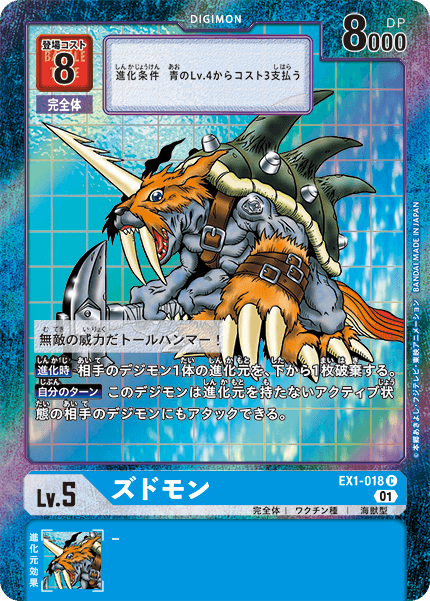 DIGIMON
登場コスト
8
完全体
進化条件 青のLv.4からコスト3支払う
DP
8000
無敵の威力だトールハンマー！
進化時 相手のデジモン1体の進化元を、下から1枚破棄する。
自分のターン このデジモンは進化元を持たないアクティブ状
態の相手のデジモンにもアタックできる。
©本郷あきよし・フジテレビ・東映アニメーション BANDAI MADE IN JAPAN
EX1-018 C
01
Lv.5
ズドモン
完全体 | ワクチン種 | 海獣型
進化元効果
-